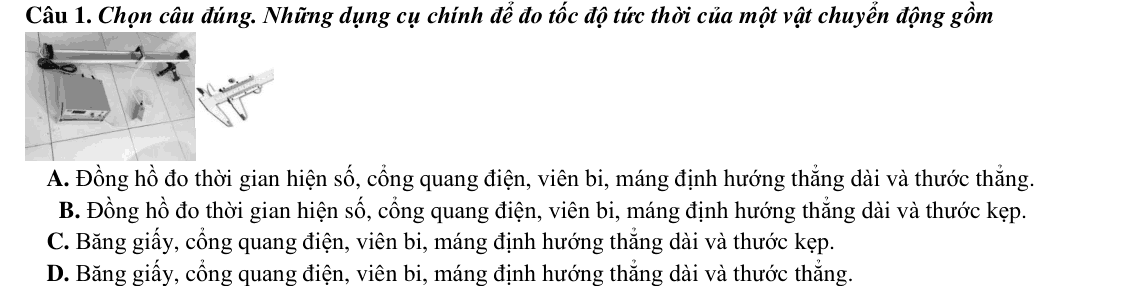 Câu 1. Chọn câu đúng. Những dụng cụ chính để đo tốc độ tức thời của một vật chuyển động gồm
A. Đồng hồ đo thời gian hiện số, cổng quang điện, viên bi, máng định hướng thẳng dài và thước thẳng.
B. Đồng hồ đo thời gian hiện số, cổng quang điện, viên bi, máng định hướng thẳng dài và thước kẹp.
C. Băng giấy, cổng quang điện, viên bi, máng định hướng thẳng dài và thước kẹp.
D. Băng giấy, cổng quang điện, viên bi, máng định hướng thẳng dài và thước thẳng.